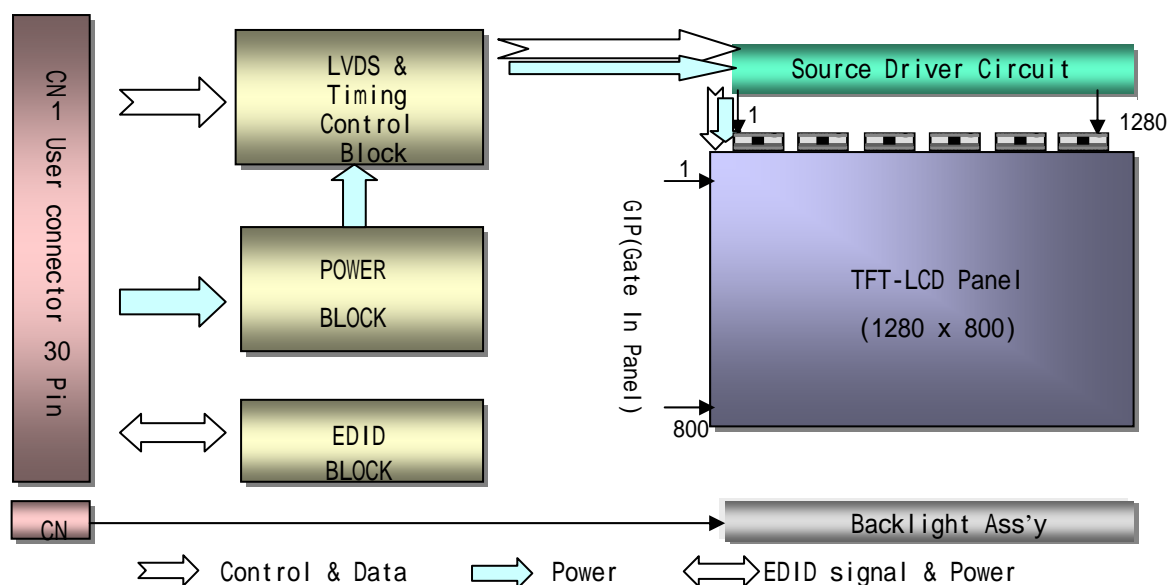 CN-1 User connector 30 Pin
LVDS &
Timing
Control
Block
POWER
BLOCK
EDID
BLOCK
Source Driver Circuit
1
1280
1
GIP(Gate In Panel)
800
TFT-LCD Panel
(1280 x 800)
CN
Backlight Ass’y
Control & Data
Power
EDID signal & Power